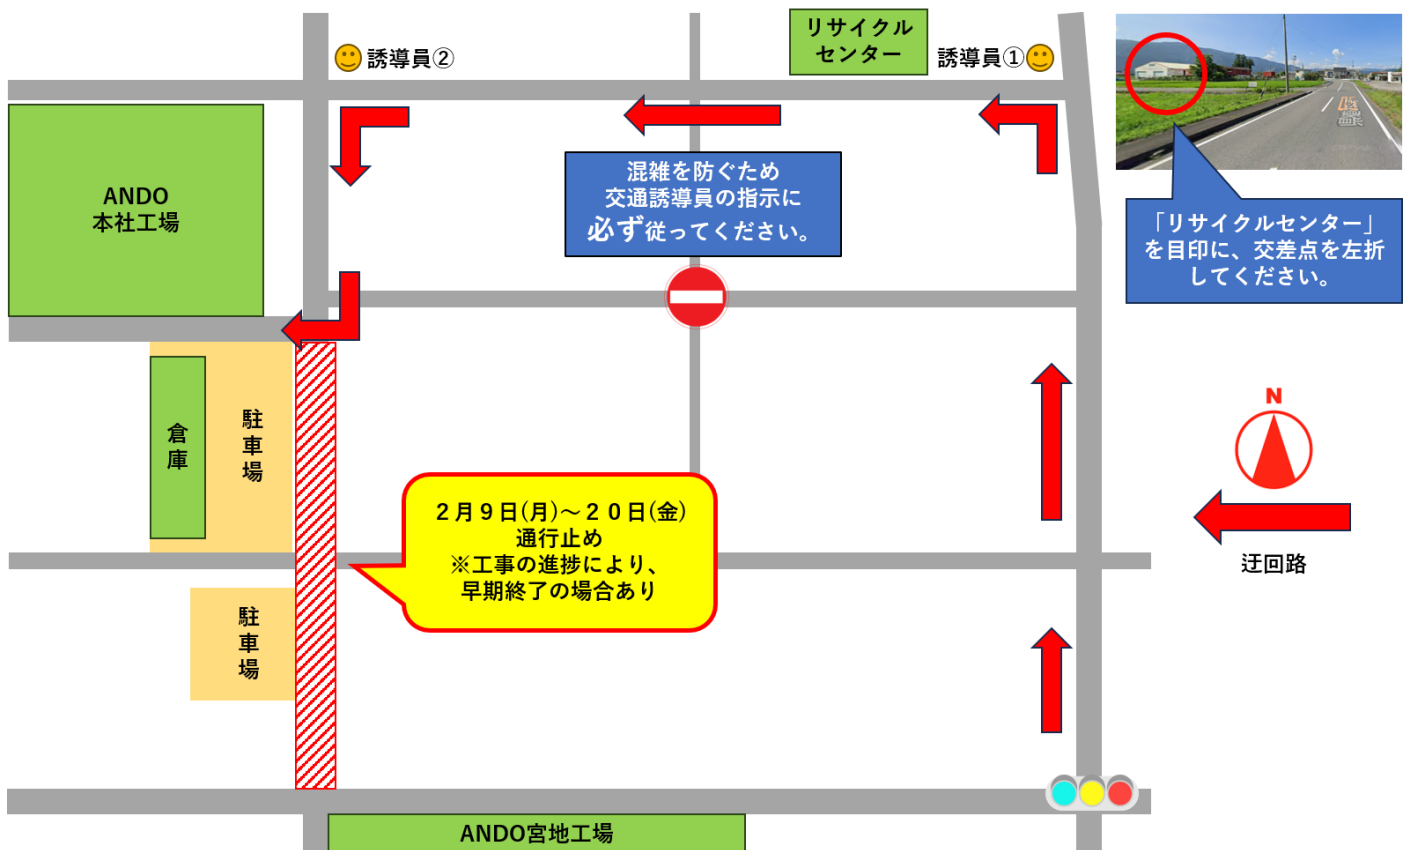 リサイクル
センター
誘導員②
誘導員①
ANDO
本社工場
混雑を防ぐため
交通誘導員の指示に
必ず従ってください。
「リサイクルセンター」
を目印に、交差点を左折
してください。
倉庫
駐車場
N
2月9日(月)～20日(金)
通行止め
※工事の進捗により、
早期終了の場合あり
迂回路
駐車場
ANDO宮地工場